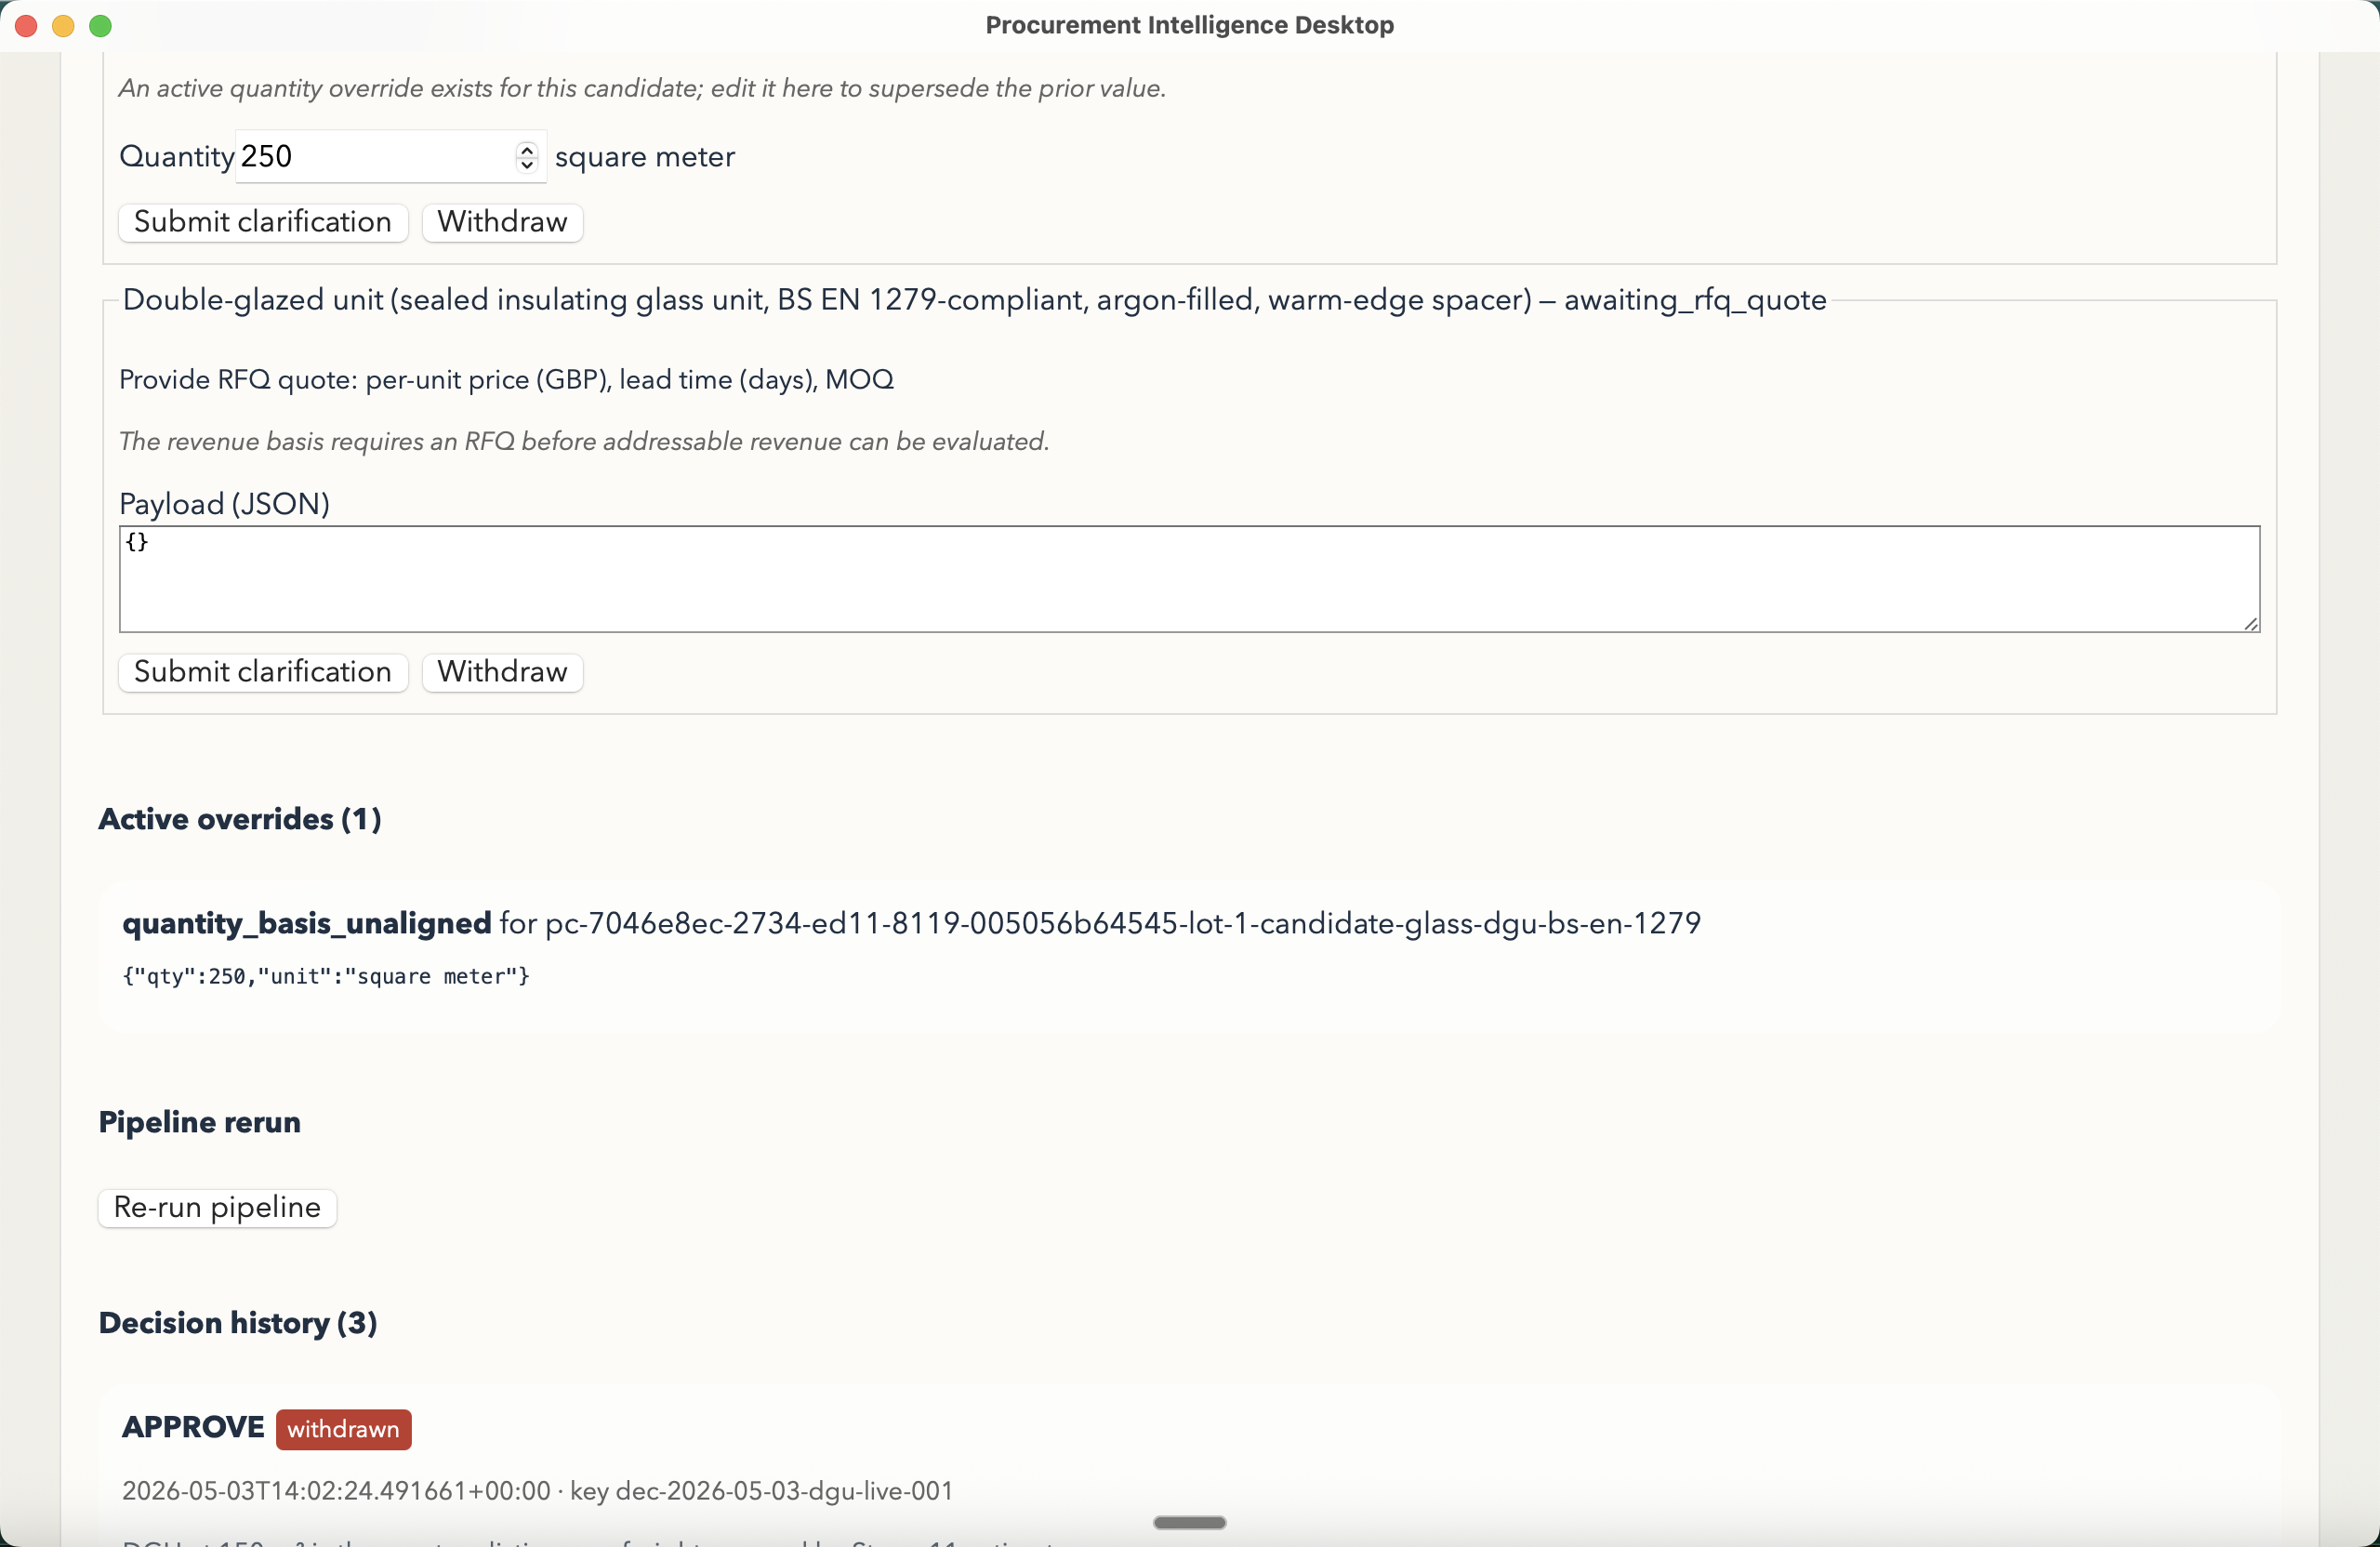 Procurement Intelligence Desktop
An active quantity override exists for this candidate; edit it here to supersede the prior value.
Quantity 250 square meter
Submit clarification Withdraw
Double-glazed unit (sealed insulating glass unit, BS EN 1279-compliant, argon-filled, warm-edge spacer) – awaiting_rfq_quote
Provide RFQ quote: per-unit price (GBP), lead time (days), MOQ
The revenue basis requires an RFQ before addressable revenue can be evaluated.
Payload (JSON)
{}
Submit clarification Withdraw
Active overrides (1)
quantity_basis_unaligned for pc-7046e8ec-2734-ed11-8119-005056b64545-lot-1-candidate-glass-dgu-bs-en-1279
{"qty":250,"unit":"square meter"}
Pipeline rerun
Re-run pipeline
Decision history (3)
APPROVE withdrawn
2026-05-03T14:02:24.491661+00:00 · key dec-2026-05-03-dgu-live-001